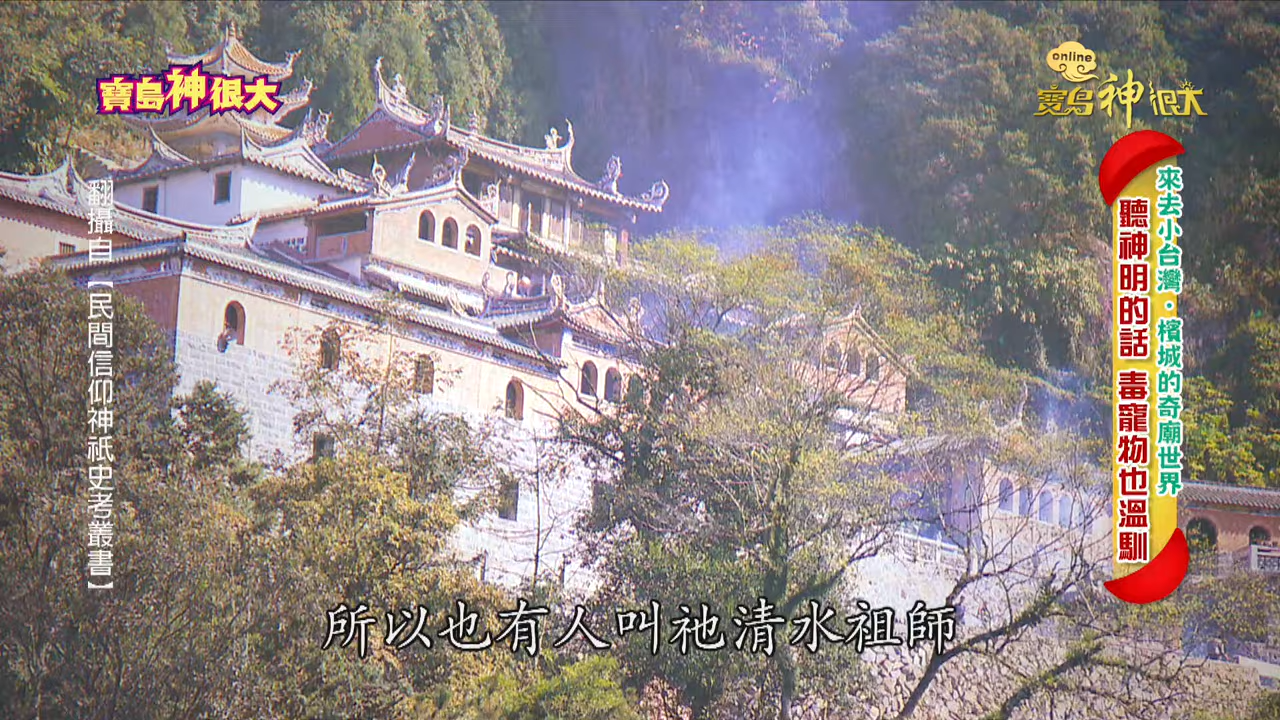 寶島神很大
online
寶島神很大
來去小台灣·檳城的奇廟世界
聽神明的話 毒寵物也溫馴
翻攝自【民間信仰神祇史考叢書】
所以也有人叫祂清水祖師